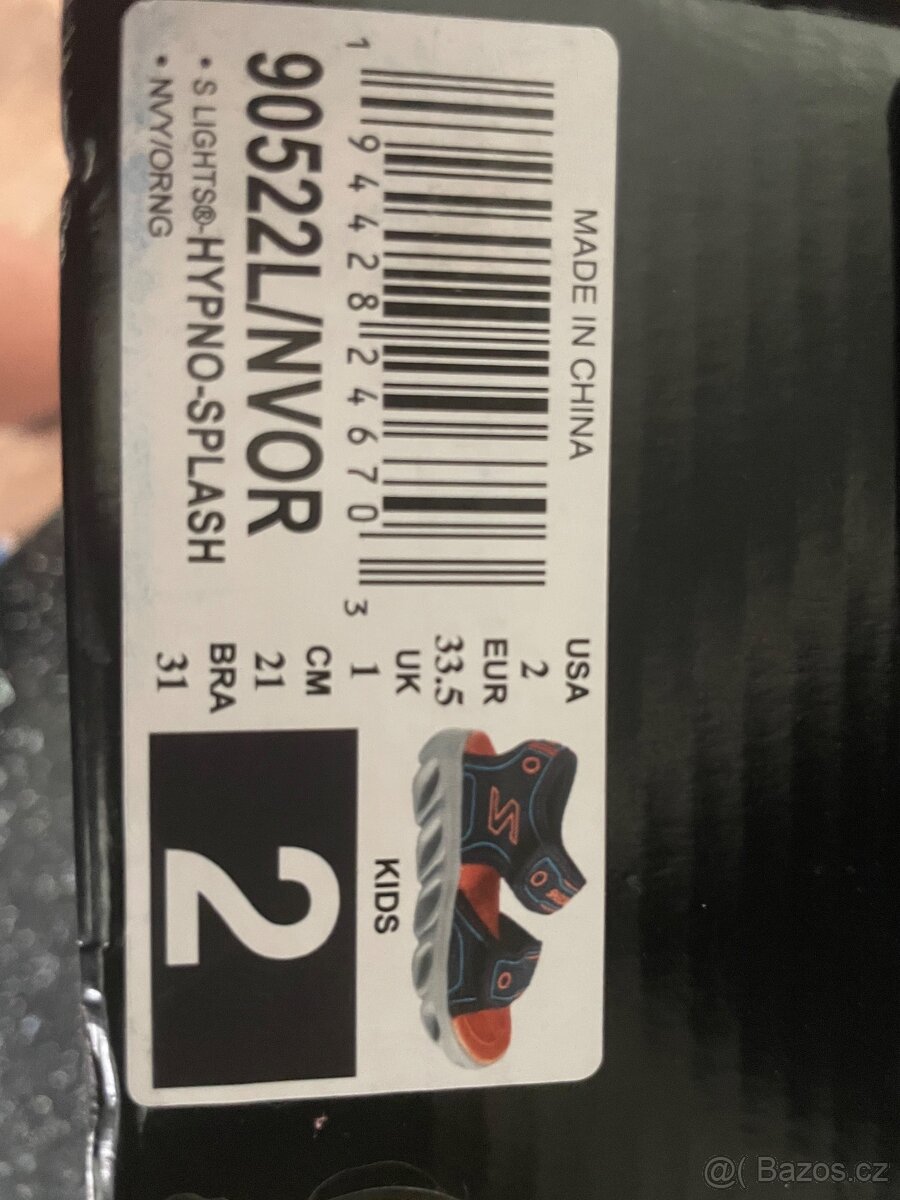 MADE IN CHINA
1 94428 24670 3
90522L/NVOR
• S LIGHTS®-HYPNO-SPLASH
• NVY/ORNG
USA
2
EUR
33.5
UK
1
CM
21
BRA
31
KIDS
2
@( Bazos.cz